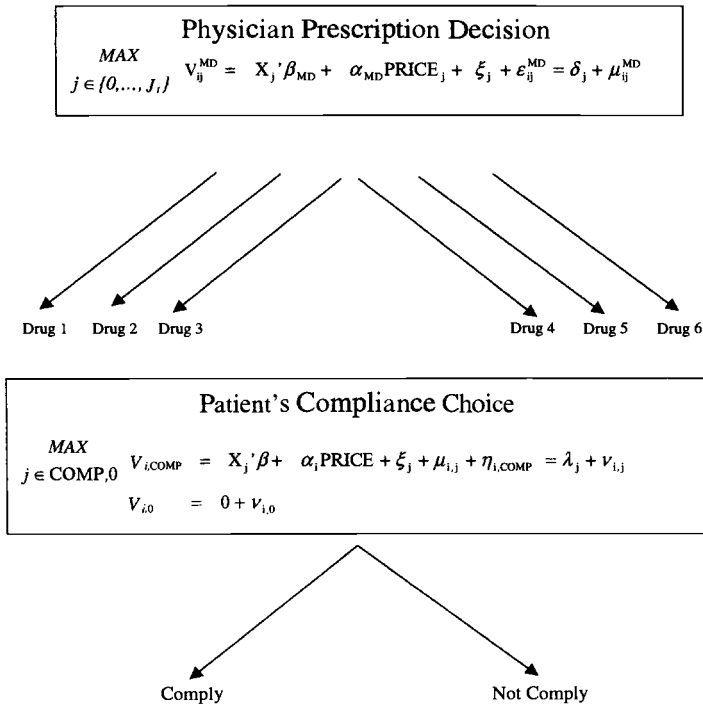 Physician Prescription Decision
MAX
j ∈ {0,..., J_t} V_ij^MD = X_j'β_MD + α_MD PRICE_j + ξ_j + ε_ij^MD = δ_j + μ_ij^MD
Drug 1 Drug 2 Drug 3 Drug 4 Drug 5 Drug 6
Patient's Compliance Choice
MAX
j ∈ COMP,0 V_i,COMP = X_j'β + α_i PRICE + ξ_j + μ_i,j + η_i,COMP = λ_j + ν_i,j
V_i,0 = 0 + ν_i,0
Comply Not Comply